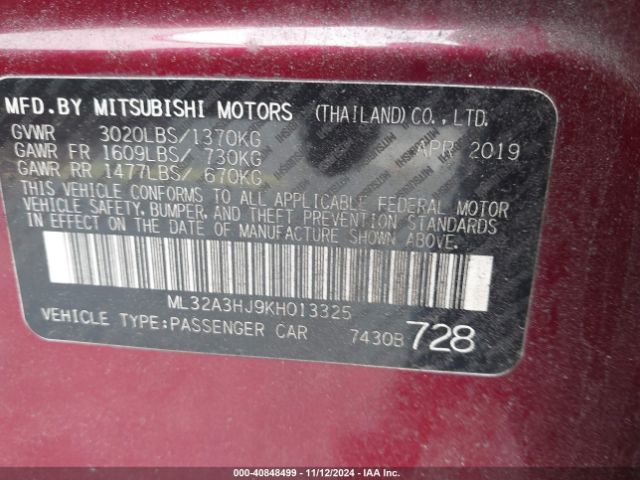 MFD.BY MITSUBISHI MOTORS (THAILAND)CO.,LTD.
GVWR 3020LBS/1370KG APR 2019
GAWR FR 1609LBS/ 730KG
GAWR RR 1477LBS/ 670KG
THIS VEHICLE CONFORMS TO ALL APPLICABLE FEDERAL MOTOR
VEHICLE SAFETY, BUMPER, AND THEFT PREVENTION STANDARDS
IN EFFECT ON THE DATE OF MANUFACTURE SHOWN ABOVE.
ML32A3HJ9KH013325
VEHICLE TYPE:PASSENGER CAR 7430B 728
000-40848499 - 11/12/2024 - IAA Inc.